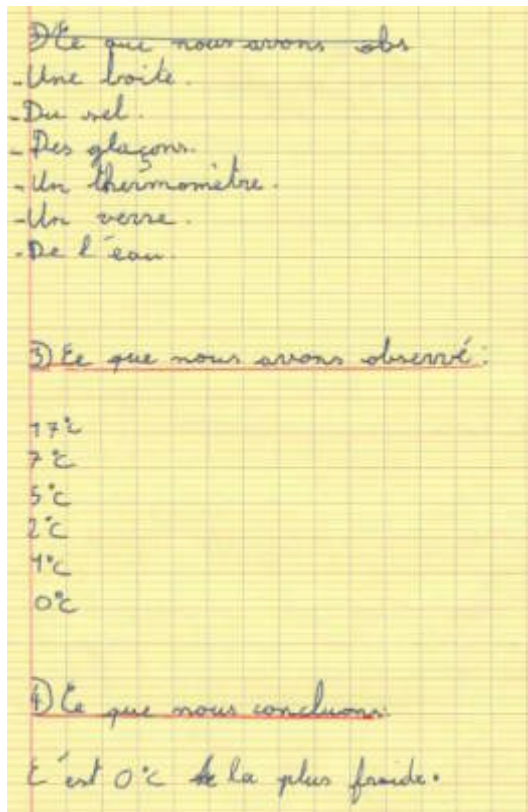 Ce que nous avons obs
- Une boite.
- Du sel.
- Des glaçons.
- Un thermomètre.
- Un verre.
- De l'eau.
3) Ce que nous avons observé :
17°C
7°C
5°C
2°C
1°C
0°C
4) Ce que nous concluons :
C'est 0°C la plus froide.